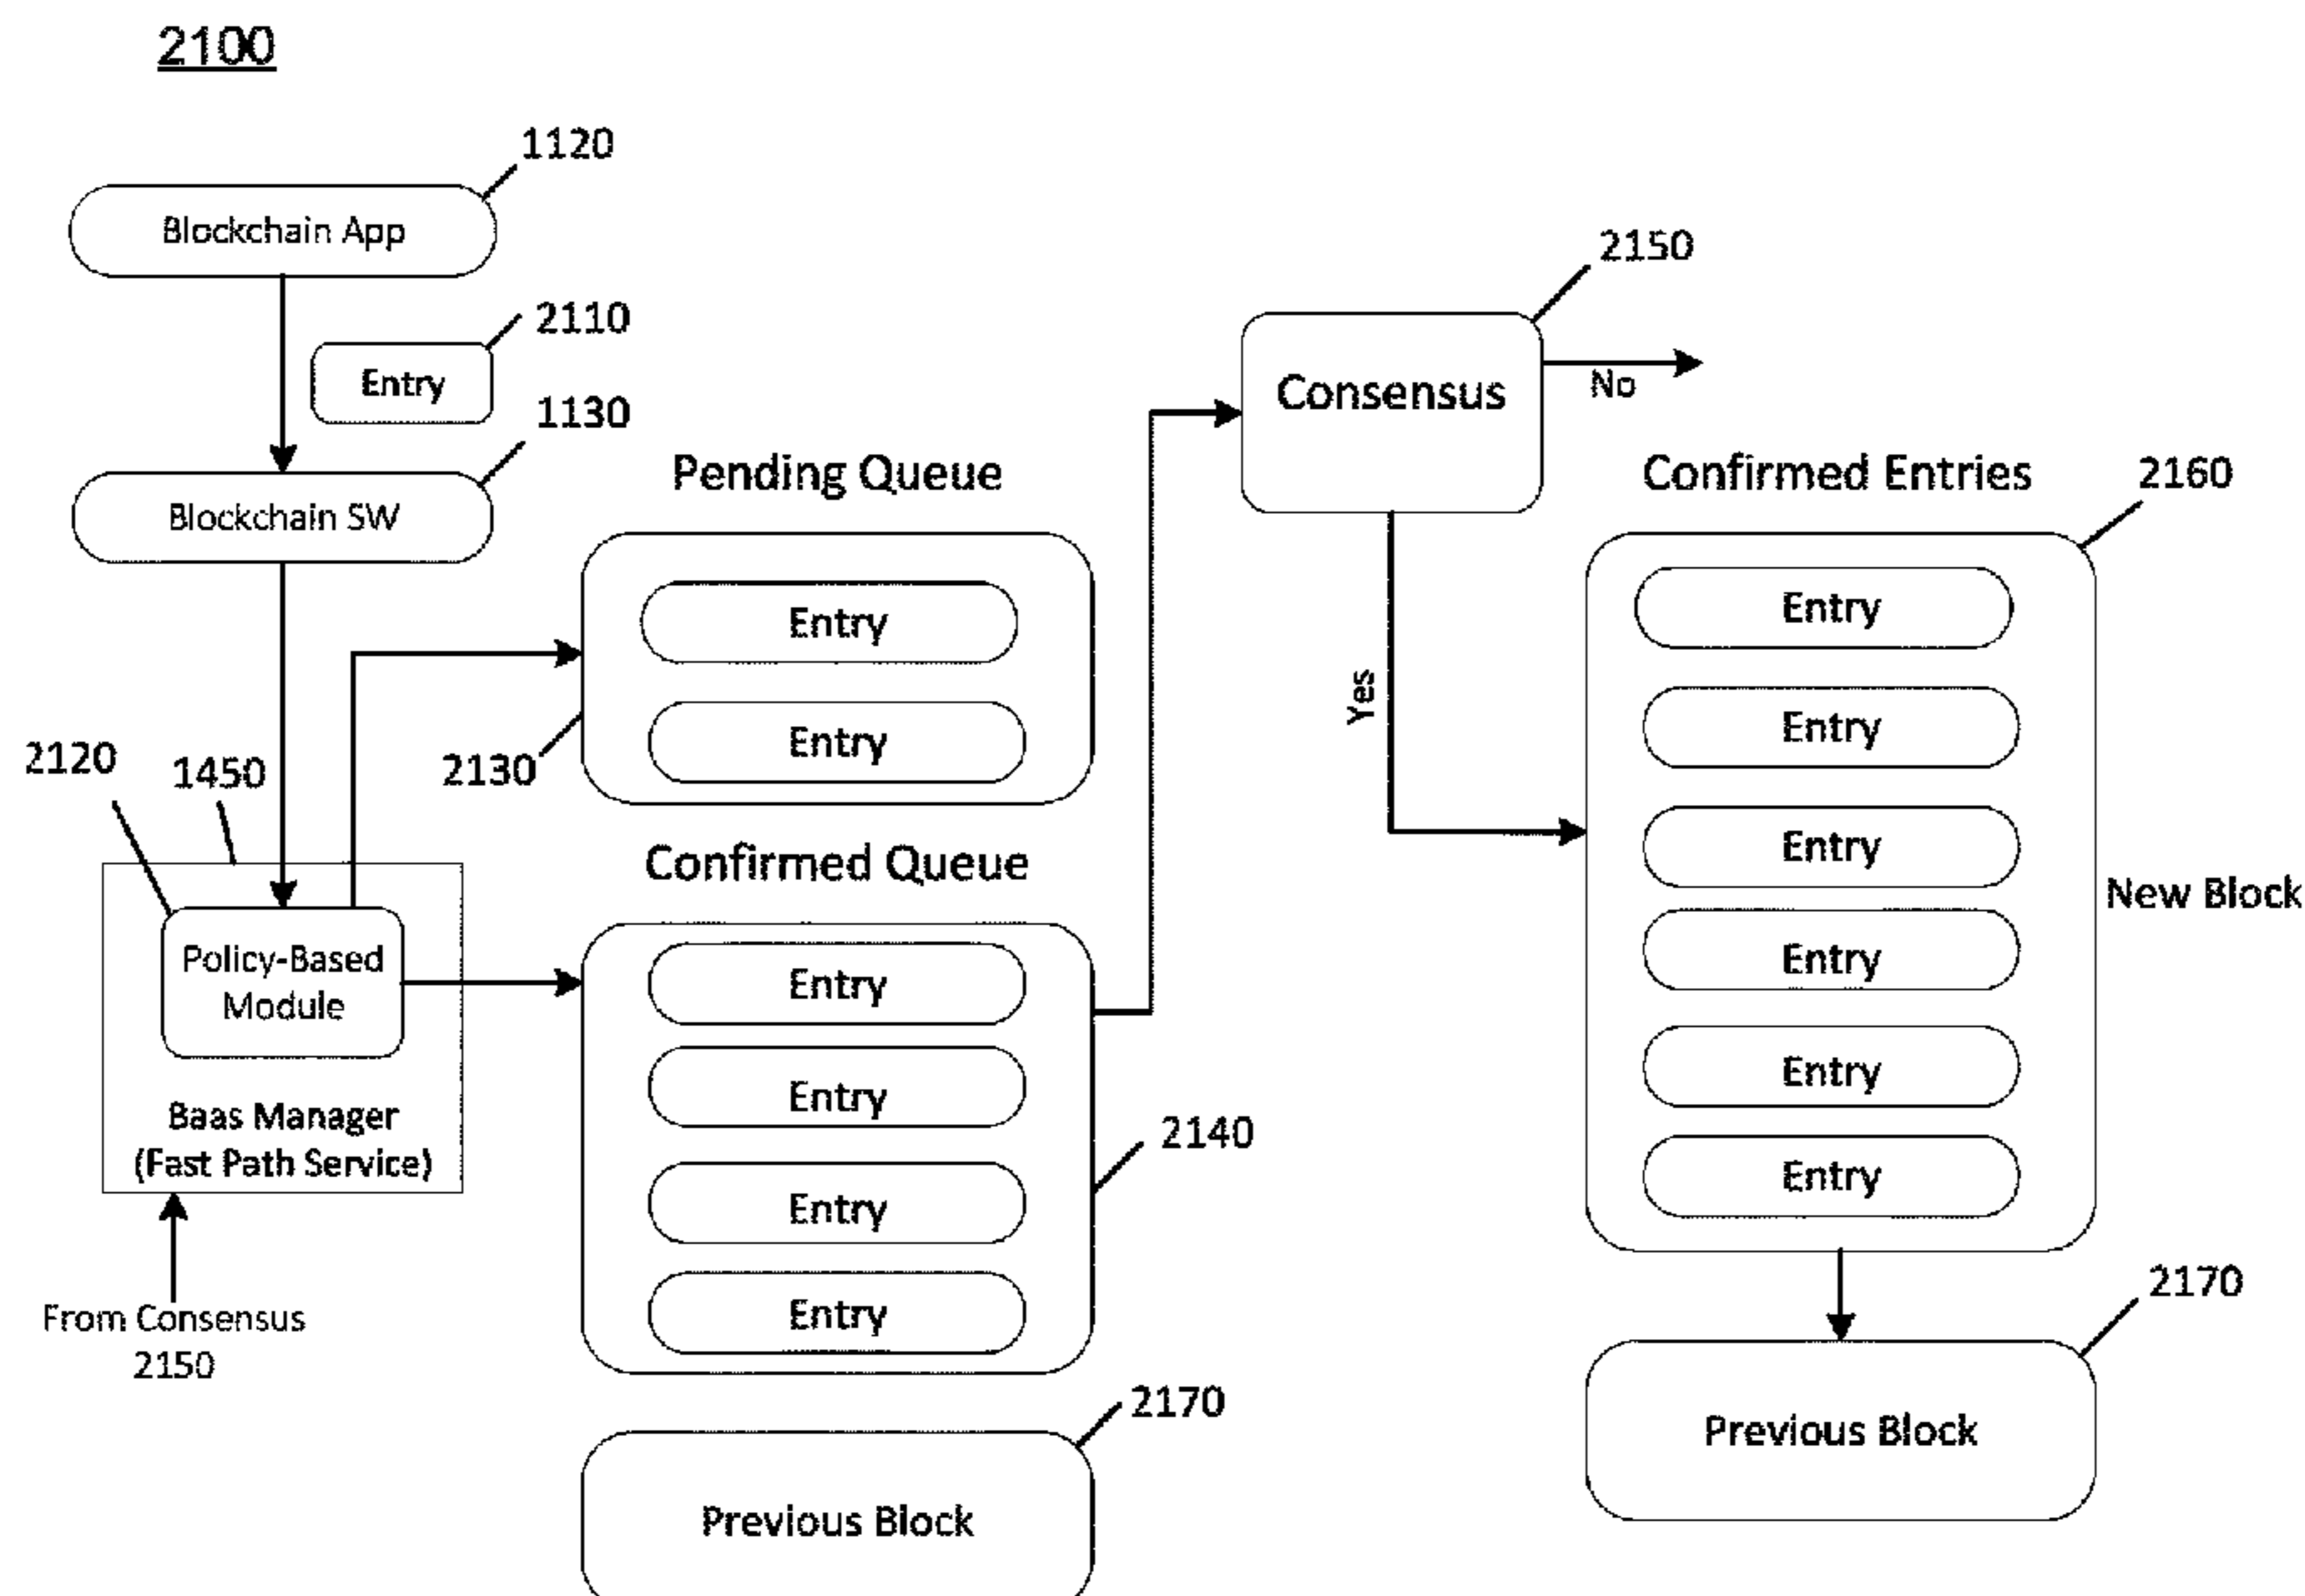 2100
1120
Blockchain App
2110
Entry
1130
Blockchain SW
2120
1450
Policy-Based
Module
Baas Manager
(Fast Path Service)
From Consensus
2150
Pending Queue
Entry
Entry
2130
Confirmed Queue
Entry
Entry
Entry
Entry
2140
2170
Previous Block
2150
Consensus
No
Yes
Confirmed Entries
2160
Entry
Entry
Entry
Entry
Entry
Entry
New Block
2170
Previous Block